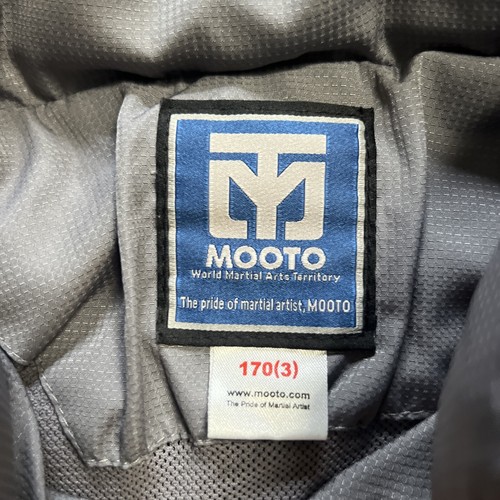 MOOTO
World Martial Arts Territory
The pride of martial artist, MOOTO
170(3)
www.mooto.com
The Pride of Martial Artist